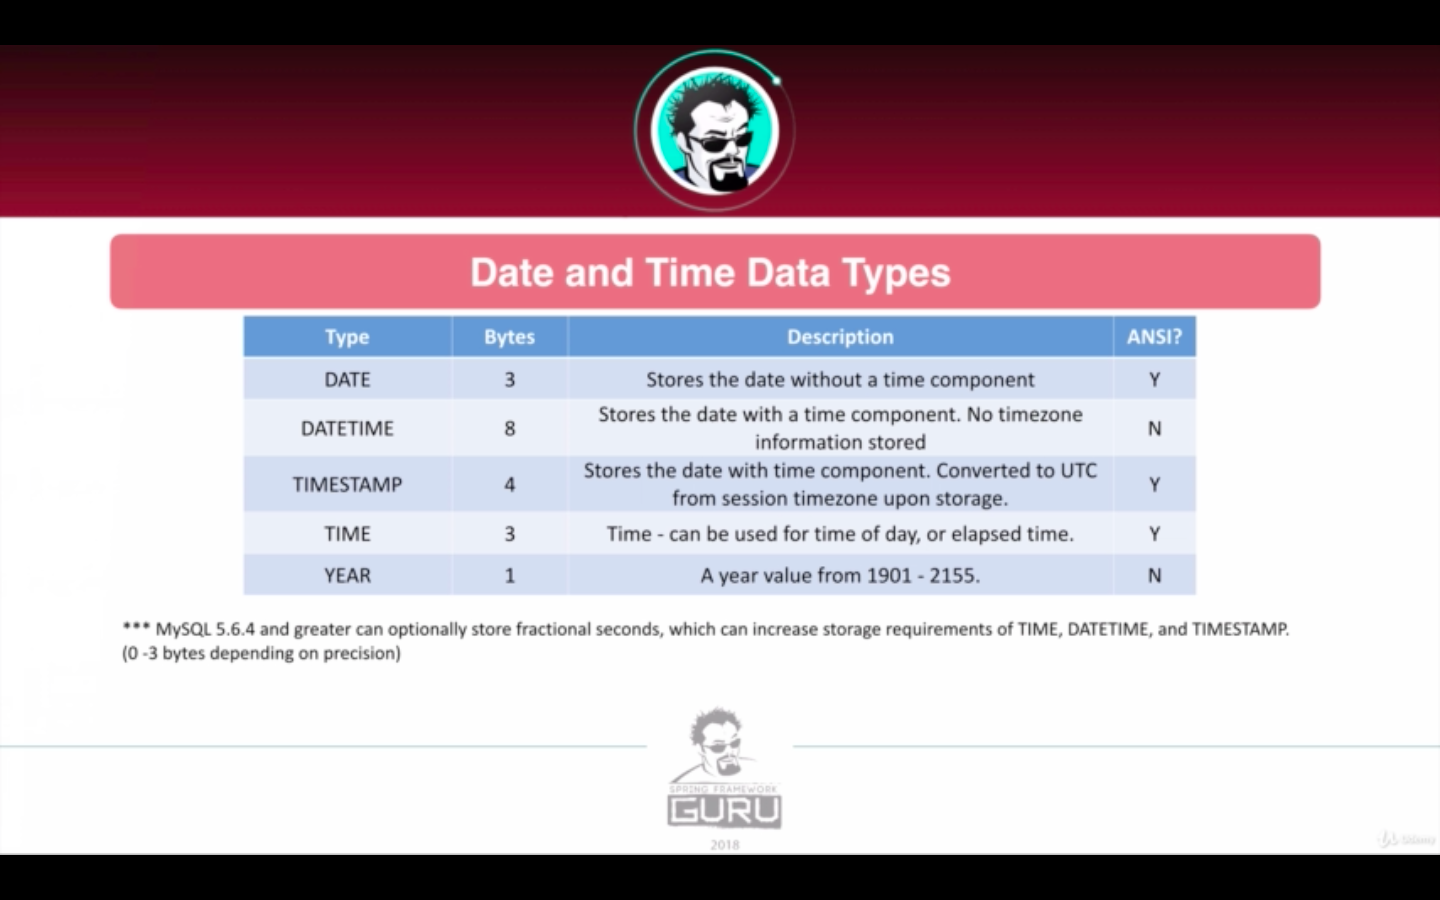 Date and Time Data Types
Type Bytes Description ANSI?
DATE 3 Stores the date without a time component Y
DATETIME 8 Stores the date with a time component. No timezone
information stored N
TIMESTAMP 4 Stores the date with time component. Converted to UTC
from session timezone upon storage. Y
TIME 3 Time - can be used for time of day, or elapsed time. Y
YEAR 1 A year value from 1901 - 2155. N
*** MySQL 5.6.4 and greater can optionally store fractional seconds, which can increase storage requirements of TIME, DATETIME, and TIMESTAMP.
(0 -3 bytes depending on precision)
SPRING FRAMEWORK
GURU
2018
Udemy